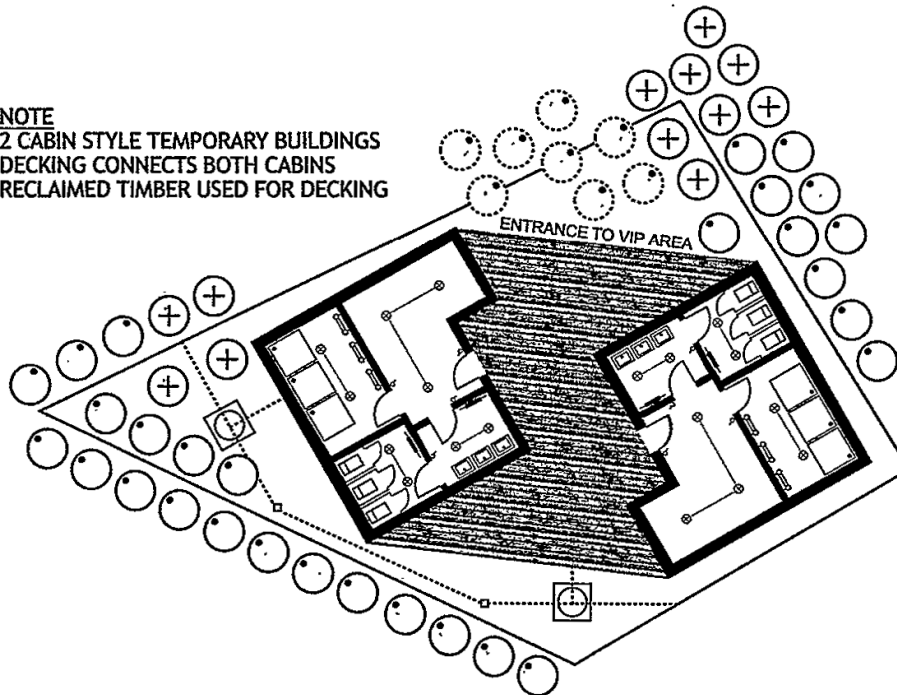 NOTE
2 CABIN STYLE TEMPORARY BUILDINGS
DECKING CONNECTS BOTH CABINS
RECLAIMED TIMBER USED FOR DECKING
ENTRANCE TO VIP AREA